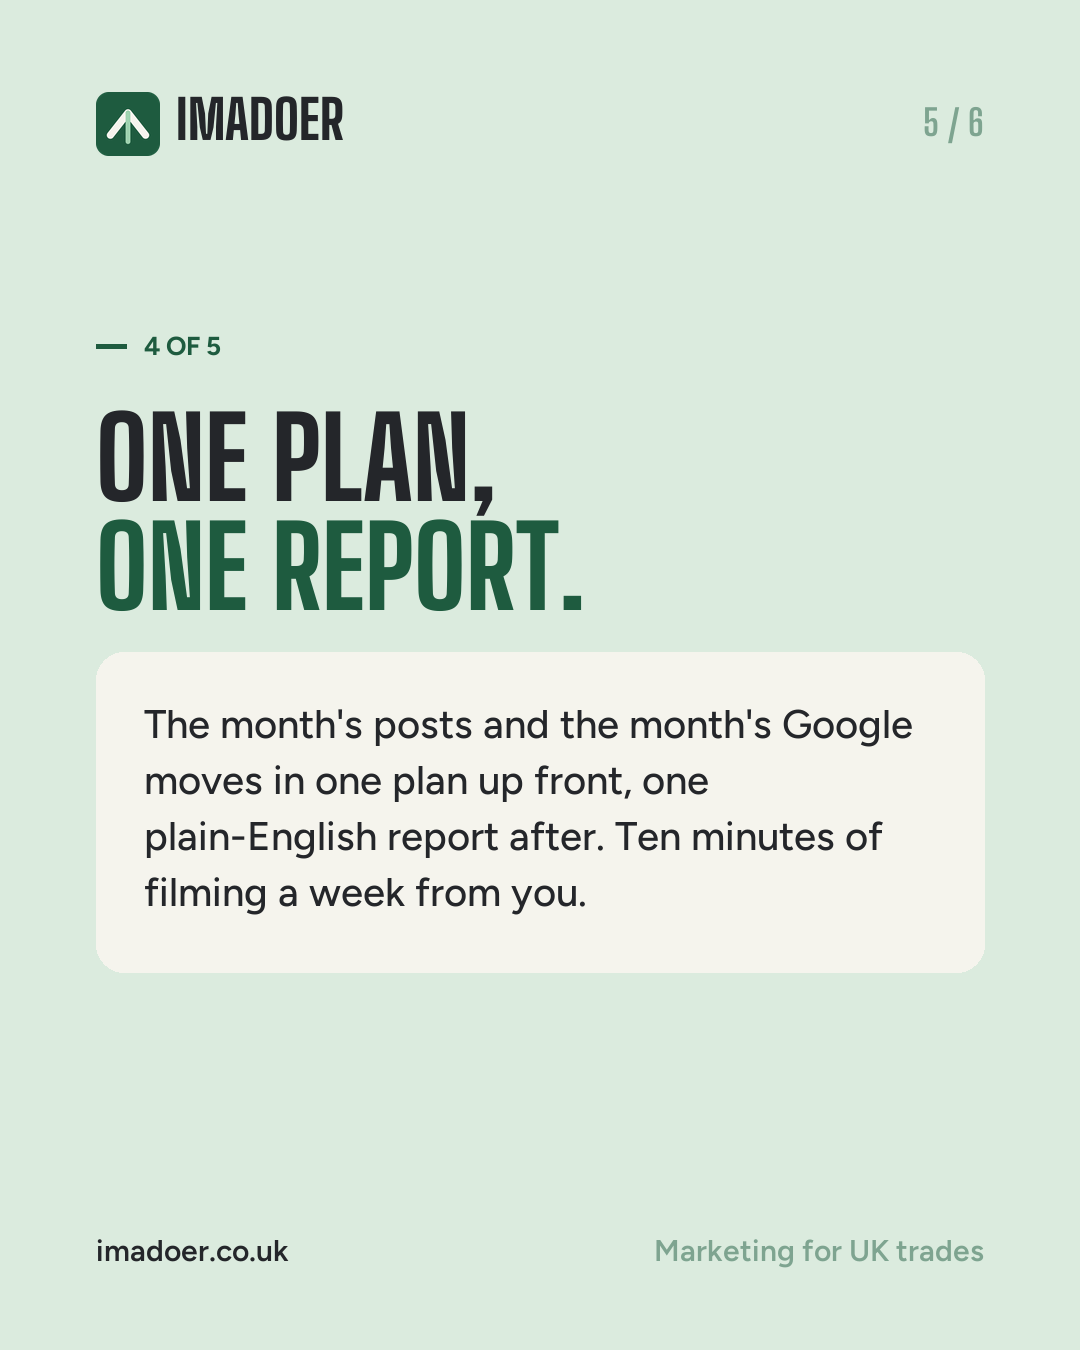 IMADOER
5 / 6
4 OF 5
ONE PLAN,
ONE REPORT.
The month's posts and the month's Google
moves in one plan up front, one
plain-English report after. Ten minutes of
filming a week from you.
imadoer.co.uk
Marketing for UK trades